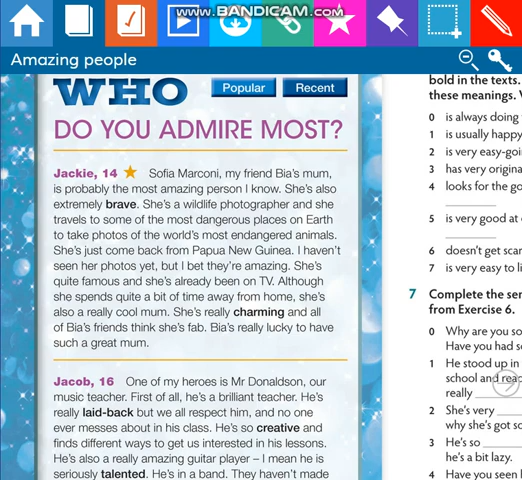 www.BANDICAM.com
Amazing people
WHO
Popular
Recent
DO YOU ADMIRE MOST?
Jackie, 14 Sofia Marconi, my friend Bia's mum,
is probably the most amazing person I know. She's also
extremely brave. She's a wildlife photographer and she
travels to some of the most dangerous places on Earth
to take photos of the world's most endangered animals.
She's just come back from Papua New Guinea. I haven't
seen her photos yet, but I bet they're amazing. She's
quite famous and she's already been on TV. Although
she spends quite a bit of time away from home, she's
also a really cool mum. She's really charming and all
of Bia's friends think she's fab. Bia's really lucky to have
such a great mum.
Jacob, 16 One of my heroes is Mr Donaldson, our
music teacher. First of all, he's a brilliant teacher. He's
really laid-back but we all respect him, and no one
ever messes about in his class. He's so creative and
finds different ways to get us interested in his lessons.
He's also a really amazing guitar player – I mean he is
seriously talented. He's in a band. They haven't made
bold in the texts.
these meanings.
0 is always doing
1 is usually happy
2 is very easy-goi
3 has very origina
4 looks for the go
5 is very good at
6 doesn't get scar
7 is very easy to li
7 Complete the sen
from Exercise 6.
0 Why are you so
Have you had s
1 He stood up in
school and reac
really
2 She's very
why she's got so
3 He's so
he's a bit lazy.
4 Have you seen